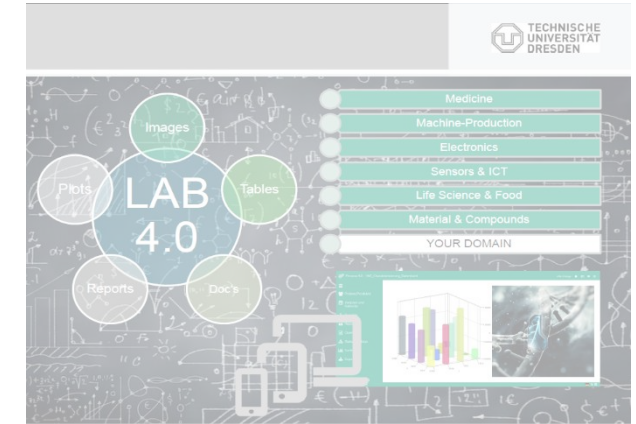 TECHNISCHE
UNIVERSITÄT
DRESDEN
Images
Plots
LAB
4.0
Tables
Reports
Doc's
Medicine
Machine-Production
Electronics
Sensors & ICT
Life Science & Food
Material & Compounds
YOUR DOMAIN